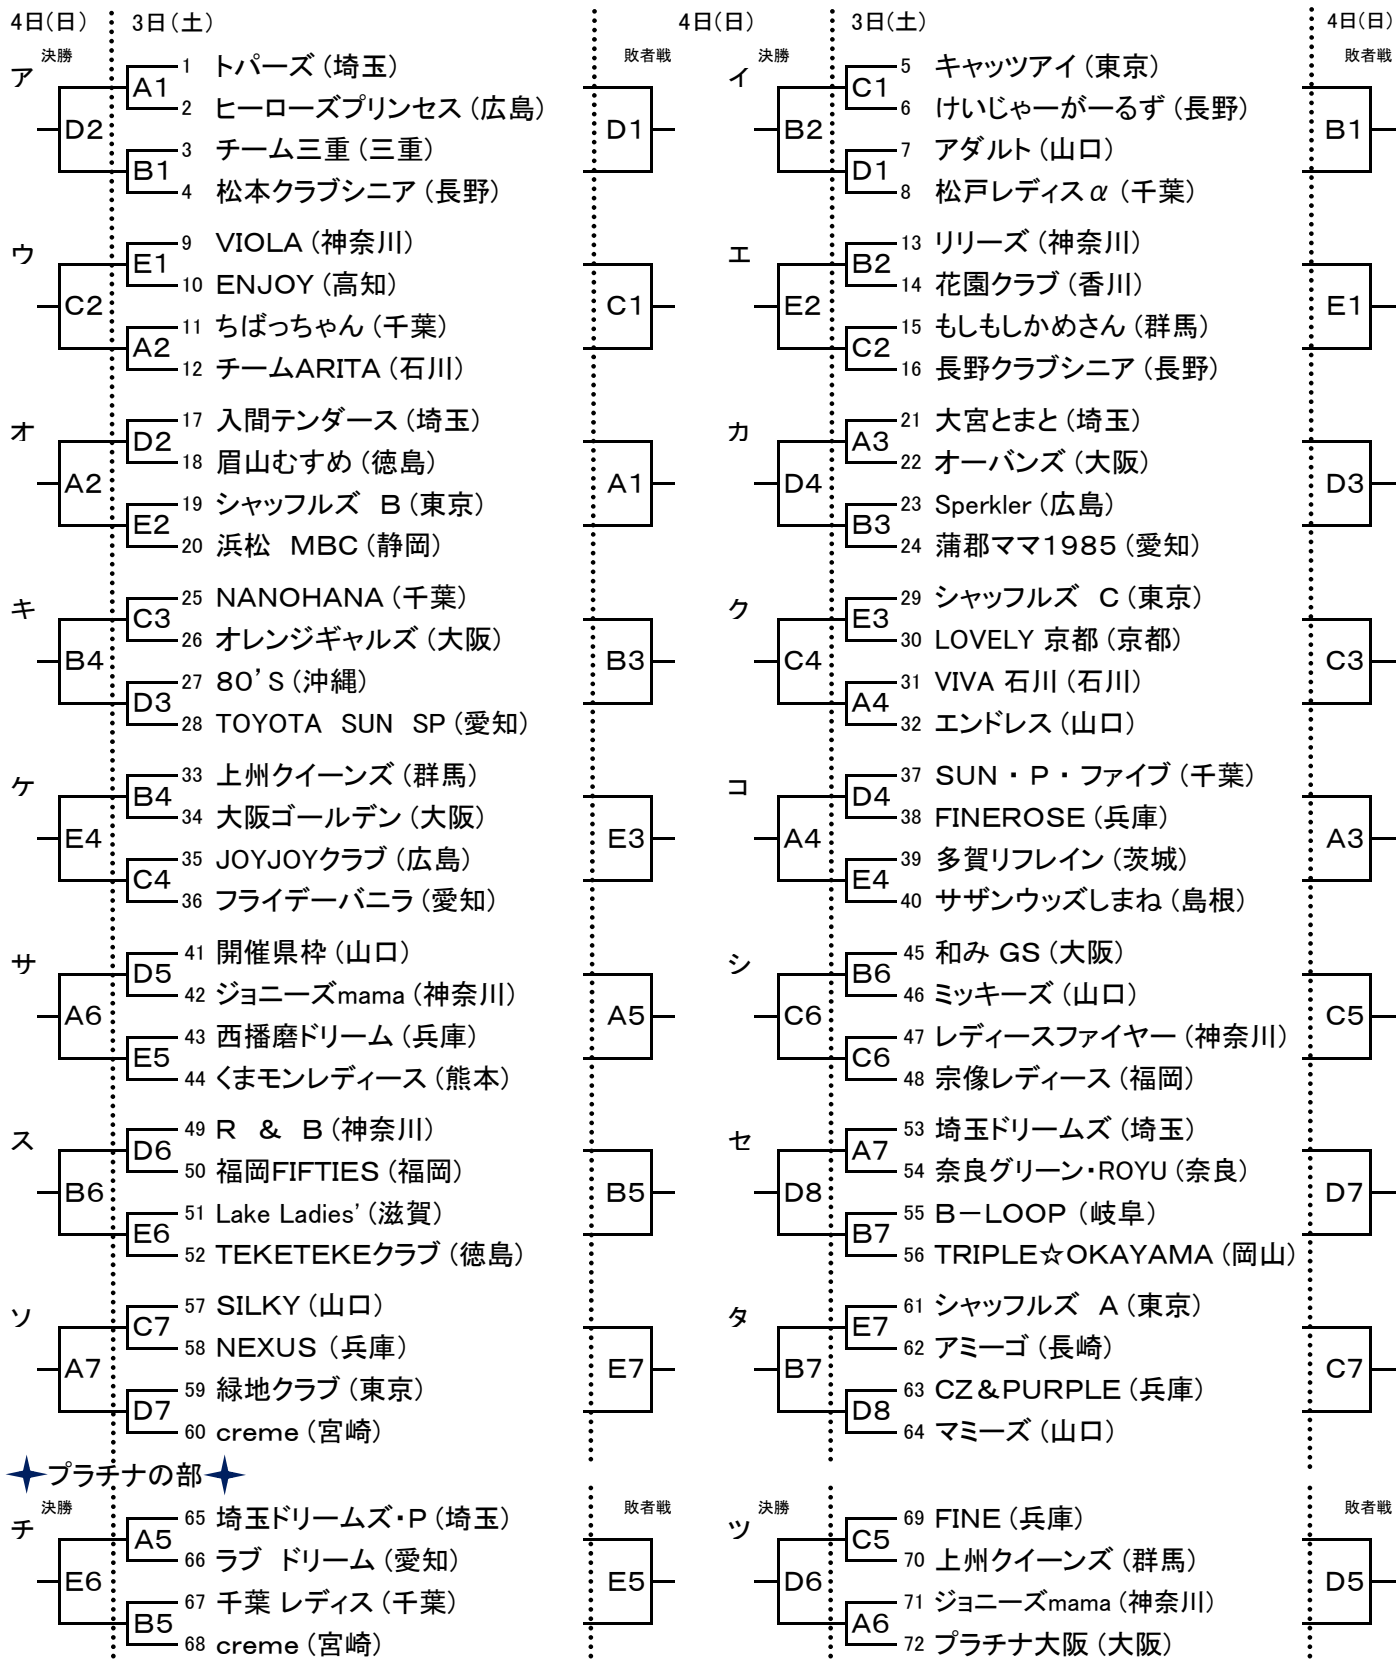 4日(日) 3日(土) 4日(日) 3日(土) 4日(日)
決勝 敗者戦 決勝 敗者戦
ア
D2
A1
1 トパーズ(埼玉)
2 ヒーローズプリンセス(広島)
B1
3 チーム三重(三重)
4 松本クラブシニア(長野)
D1
イ
B2
C1
5 キャッツアイ(東京)
6 けいじゃーがーるず(長野)
D1
7 アダルト(山口)
8 松戸レディスα(千葉)
B1
ウ
C2
E1
9 VIOLA(神奈川)
10 ENJOY(高知)
A2
11 ちばっちゃん(千葉)
12 チームARITA(石川)
C1
エ
E2
B2
13 リリーズ(神奈川)
14 花園クラブ(香川)
C2
15 もしもしかめさん(群馬)
16 長野クラブシニア(長野)
E1
オ
A2
D2
17 入間テンダース(埼玉)
18 眉山むすめ(徳島)
E2
19 シャッフルズ B(東京)
20 浜松 MBC(静岡)
A1
カ
D4
A3
21 大宮とまと(埼玉)
22 オーバンズ(大阪)
B3
23 Sperkler(広島)
24 蒲郡ママ1985(愛知)
D3
キ
B4
C3
25 NANOHANA(千葉)
26 オレンジギャルズ(大阪)
D3
27 80'S(沖縄)
28 TOYOTA SUN SP(愛知)
B3
ク
C4
E3
29 シャッフルズ C(東京)
30 LOVELY 京都(京都)
A4
31 VIVA 石川(石川)
32 エンドレス(山口)
C3
ケ
E4
B4
33 上州クイーンズ(群馬)
34 大阪ゴールデン(大阪)
C4
35 JOYJOYクラブ(広島)
36 フライデーバニラ(愛知)
E3
コ
A4
D4
37 SUN・P・ファイブ(千葉)
38 FINEROSE(兵庫)
E4
39 多賀リフレイン(茨城)
40 サザンウッズしまね(島根)
A3
サ
A6
D5
41 開催県枠(山口)
42 ジョニーズmama(神奈川)
E5
43 西播磨ドリーム(兵庫)
44 くまモンレディース(熊本)
A5
シ
C6
B6
45 和み GS(大阪)
46 ミッキーズ(山口)
C6
47 レディースファイヤー(神奈川)
48 宗像レディース(福岡)
C5
ス
B6
D6
49 R & B(神奈川)
50 福岡FIFTIES(福岡)
E6
51 Lake Ladies'(滋賀)
52 TEKETEKEクラブ(徳島)
B5
セ
D8
A7
53 埼玉ドリームズ(埼玉)
54 奈良グリーン・ROYU(奈良)
B7
55 B-LOOP(岐阜)
56 TRIPLE☆OKAYAMA(岡山)
D7
ソ
A7
C7
57 SILKY(山口)
58 NEXUS(兵庫)
D7
59 緑地クラブ(東京)
60 creme(宮崎)
E7
タ
B7
E7
61 シャッフルズ A(東京)
62 アミーゴ(長崎)
D8
63 CZ&PURPLE(兵庫)
64 マミーズ(山口)
C7
プラチナの部
決勝 敗者戦 決勝 敗者戦
チ
E6
A5
65 埼玉ドリームズ・P(埼玉)
66 ラブ ドリーム(愛知)
B5
67 千葉 レディス(千葉)
68 creme(宮崎)
E5
ツ
D6
C5
69 FINE(兵庫)
70 上州クイーンズ(群馬)
A6
71 ジョニーズmama(神奈川)
72 プラチナ大阪(大阪)
D5